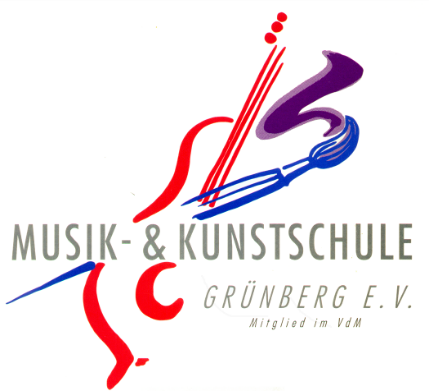 MUSIK- & KUNSTSCHULE
GRÜNBERG E.V.
Mitglied im VdM